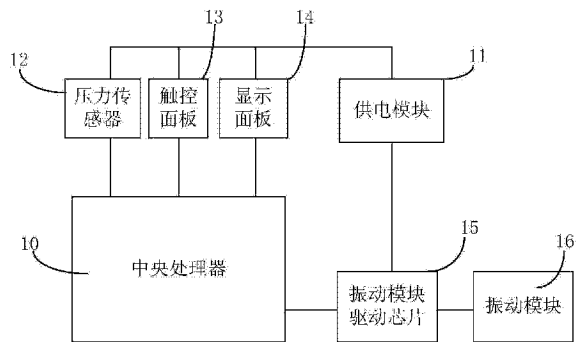 13
14
12
11
压力传
感器
触控
面板
显示
面板
供电模块
10
中央处理器
15
16
振动模块
驱动芯片
振动模块